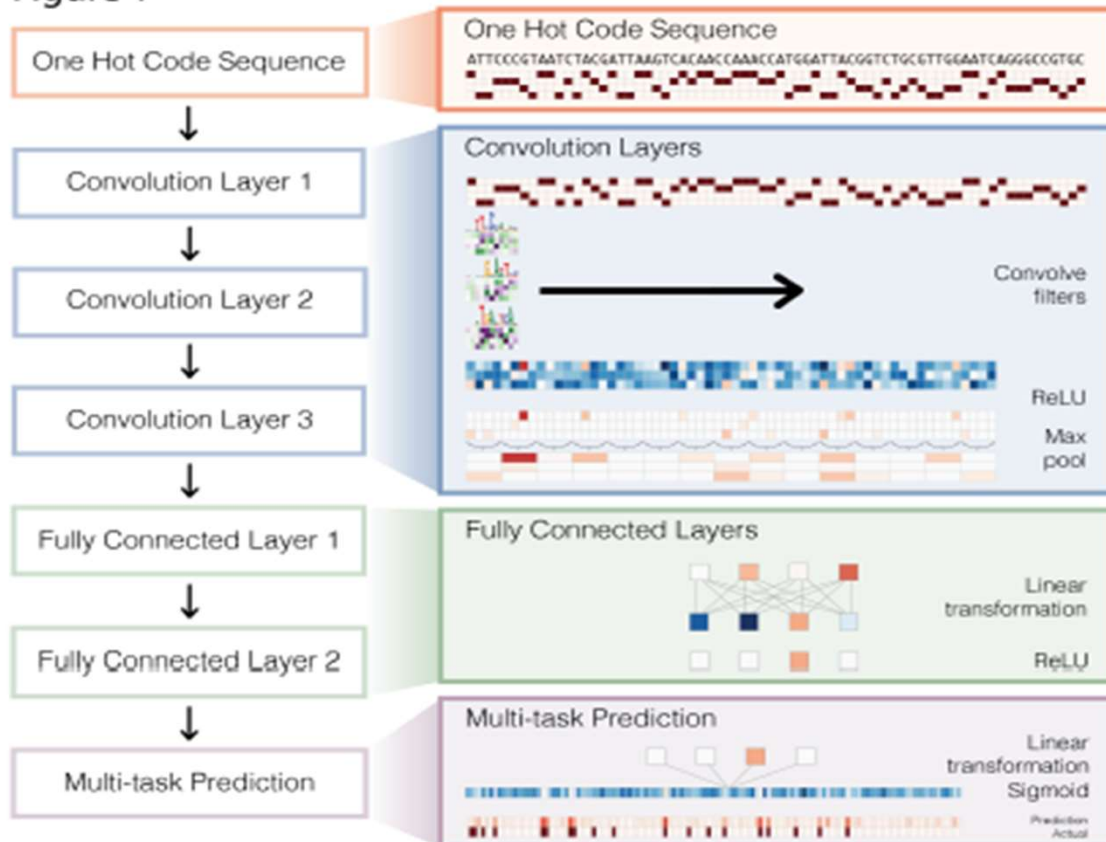 One Hot Code Sequence
Convolution Layer 1
Convolution Layer 2
Convolution Layer 3
Fully Connected Layer 1
Fully Connected Layer 2
Multi-task Prediction
One Hot Code Sequence
ATTCCCGTAATCTACGATTAAGTCACAACCAAACCATGGATTACGGTCTGCGTTGGAATCAGGGCCGTGC
Convolution Layers
Convolve
filters
ReLU
Max
pool
Fully Connected Layers
Linear
transformation
ReLU
Multi-task Prediction
Linear
transformation
Sigmoid
Prediction
Actual